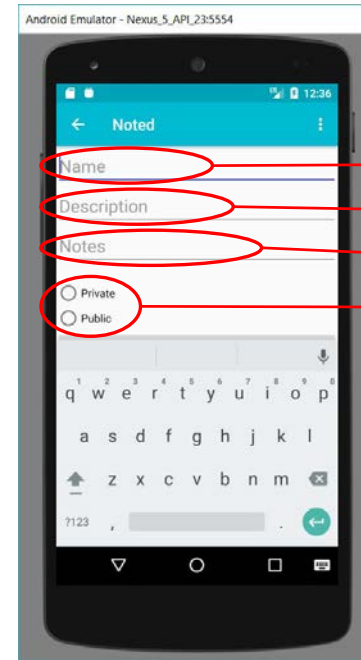 Android Emulator - Nexus_5_API_23:5554
12:36
Noted
Name
Description
Notes
Private
Public
1 2 3 4 5 6 7 8 9 0
q w e r t y u i o p
a s d f g h j k l
z x c v b n m
?123 , .